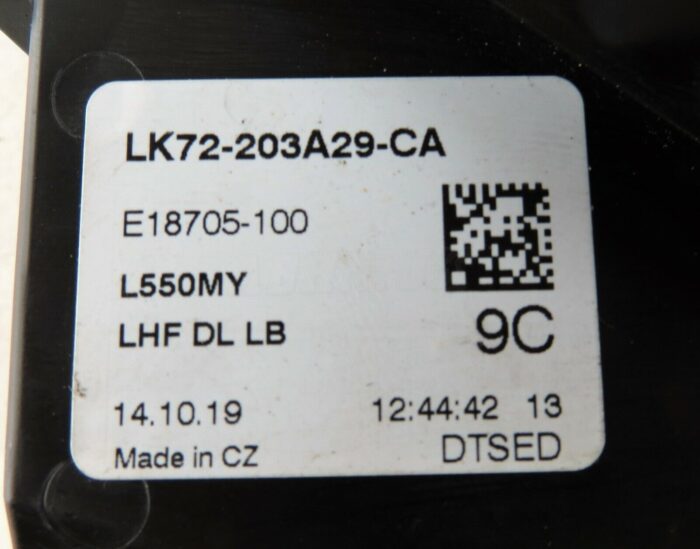 LK72-203A29-CA
E18705-100
L550MY
LHF DL LB
9C
14.10.19 12:44:42 13
Made in CZ DTSED